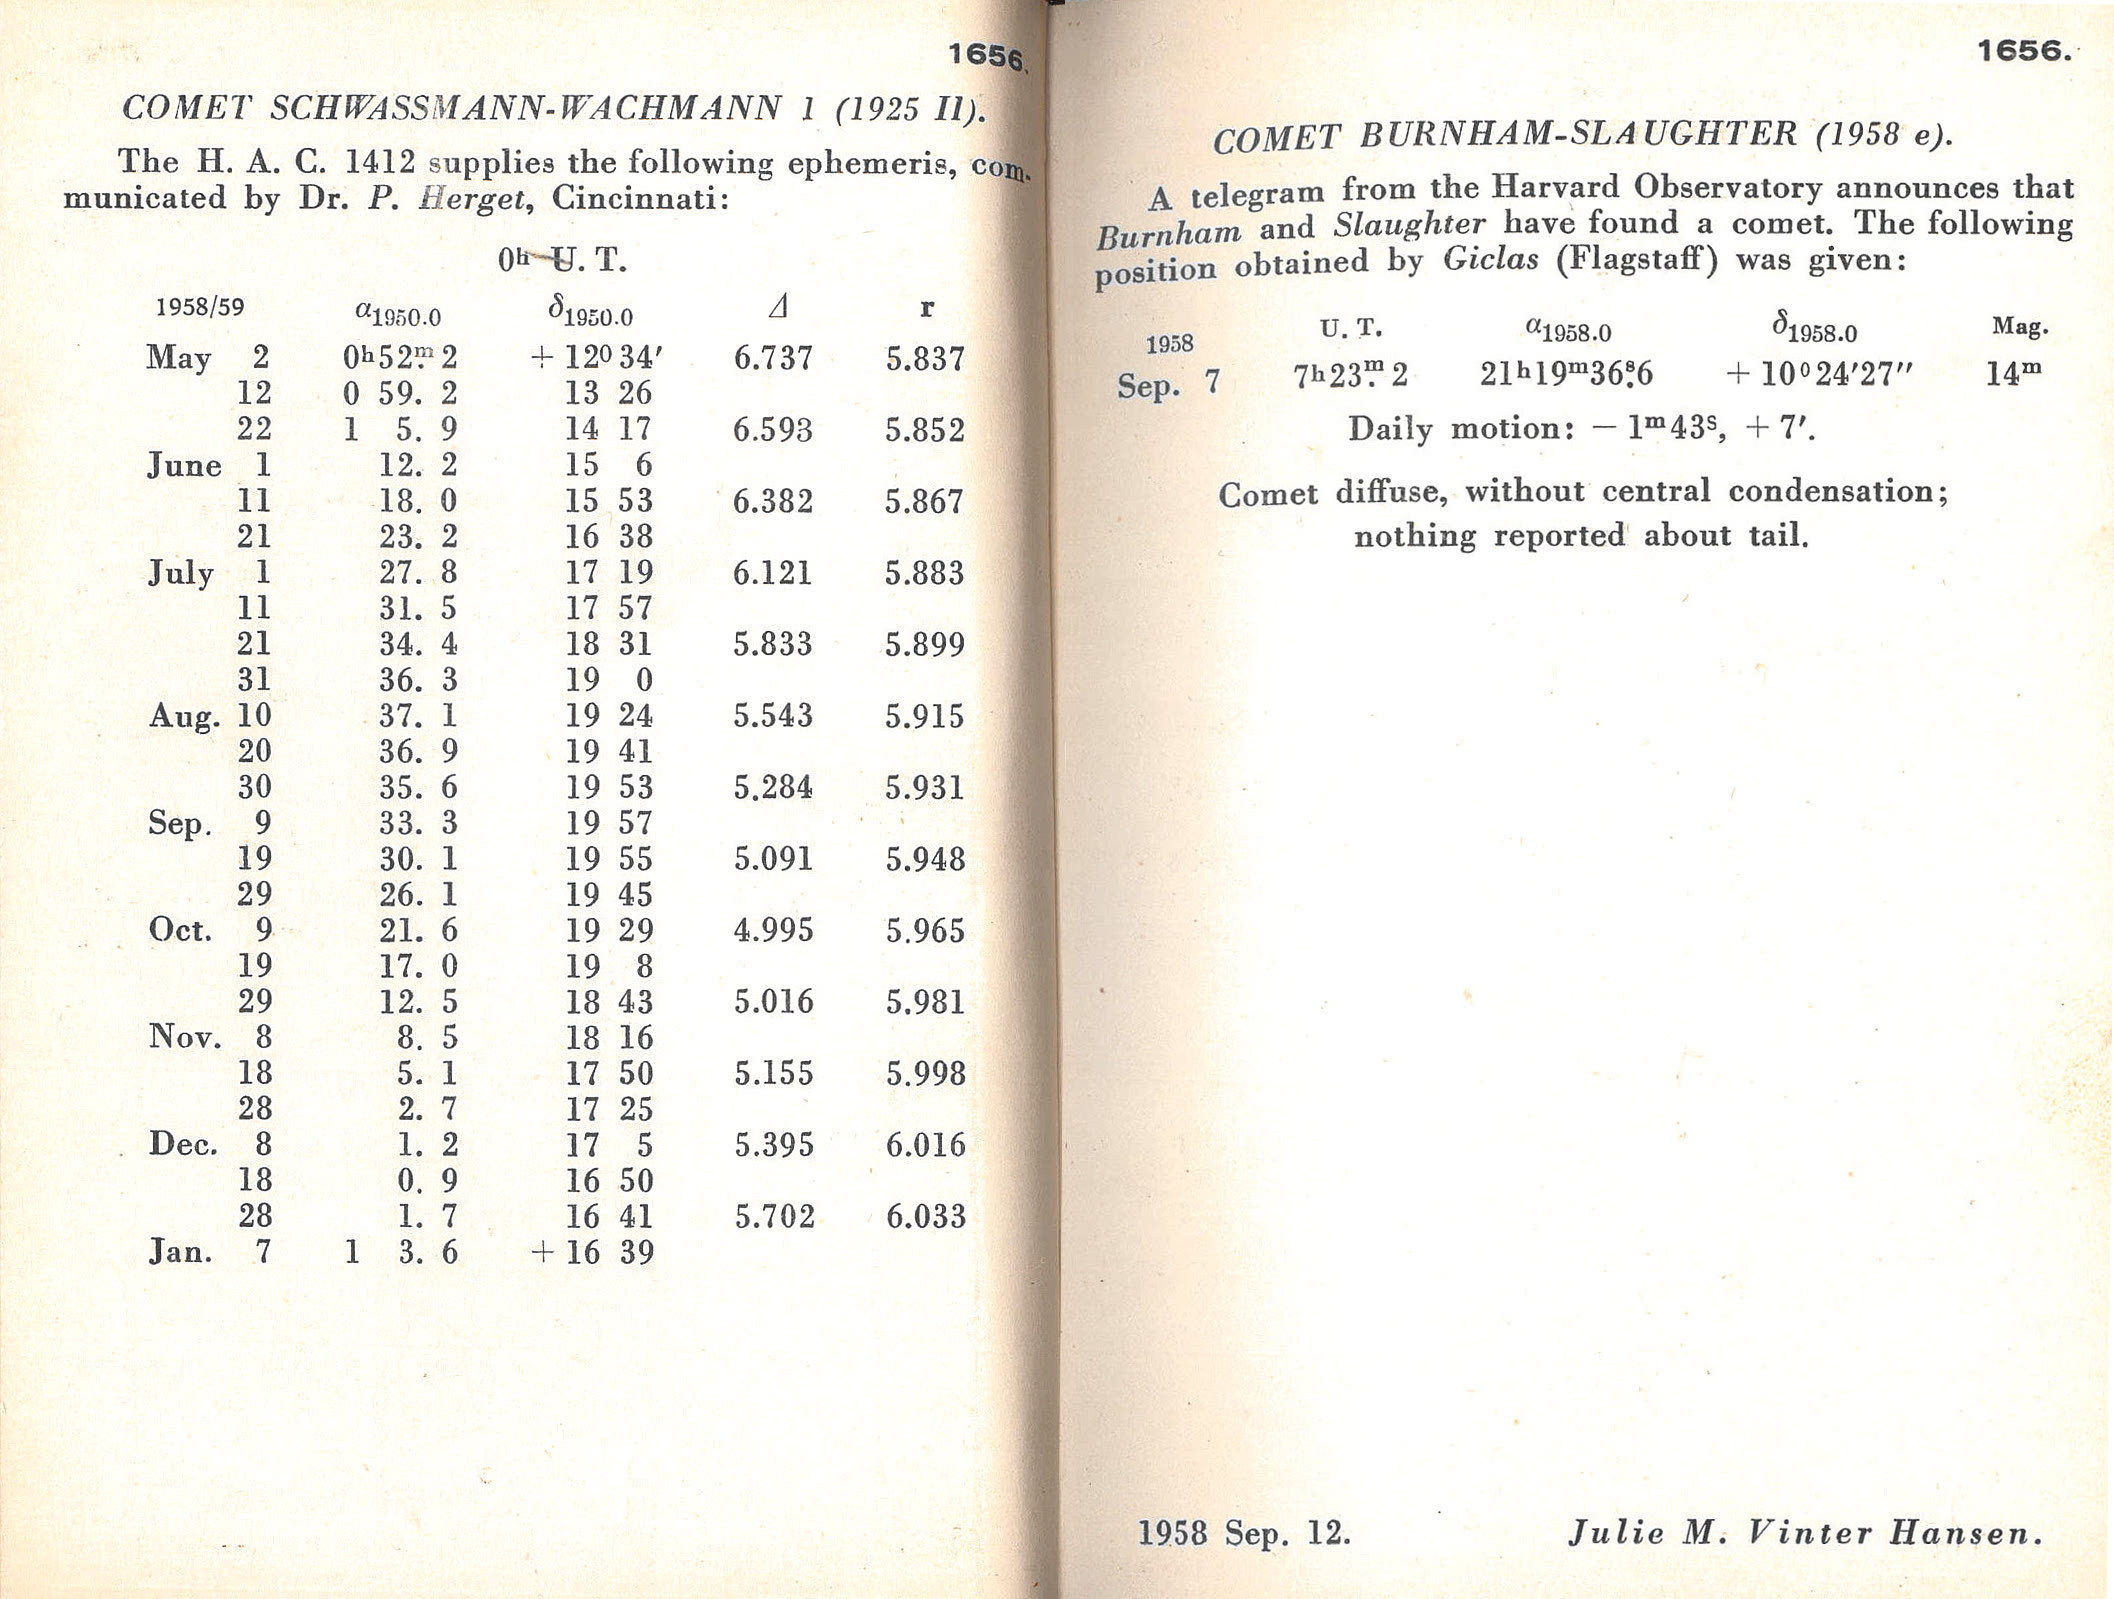 1656.
COMET SCHWASSMANN-WACHMANN 1 (1925 II).
The H. A. C. 1412 supplies the following ephemeris, com-
municated by Dr. P. Herget, Cincinnati:
0ʰ U. T.
1958/59 α1950.0 δ1950.0 Δ r
May 2 0ʰ52ᵐ.2 + 12°34′ 6.737 5.837
12 0 59. 2 13 26
22 1 5. 9 14 17 6.593 5.852
June 1 12. 2 15 6
11 18. 0 15 53 6.382 5.867
21 23. 2 16 38
July 1 27. 8 17 19 6.121 5.883
11 31. 5 17 57
21 34. 4 18 31 5.833 5.899
31 36. 3 19 0
Aug. 10 37. 1 19 24 5.543 5.915
20 36. 9 19 41
30 35. 6 19 53 5.284 5.931
Sep. 9 33. 3 19 57
19 30. 1 19 55 5.091 5.948
29 26. 1 19 45
Oct. 9 21. 6 19 29 4.995 5.965
19 17. 0 19 8
29 12. 5 18 43 5.016 5.981
Nov. 8 8. 5 18 16
18 5. 1 17 50 5.155 5.998
28 2. 7 17 25
Dec. 8 1. 2 17 5 5.395 6.016
18 0. 9 16 50
28 1. 7 16 41 5.702 6.033
Jan. 7 1 3. 6 + 16 39
1656.
COMET BURNHAM-SLAUGHTER (1958 e).
A telegram from the Harvard Observatory announces that
Burnham and Slaughter have found a comet. The following
position obtained by Giclas (Flagstaff) was given:
1958 U. T. α1958.0 δ1958.0 Mag.
Sep. 7 7ʰ23ᵐ.2 21ʰ19ᵐ36ˢ.6 + 10°24′27″ 14ᵐ
Daily motion: − 1ᵐ43ˢ, + 7′.
Comet diffuse, without central condensation;
nothing reported about tail.
1958 Sep. 12. Julie M. Vinter Hansen.